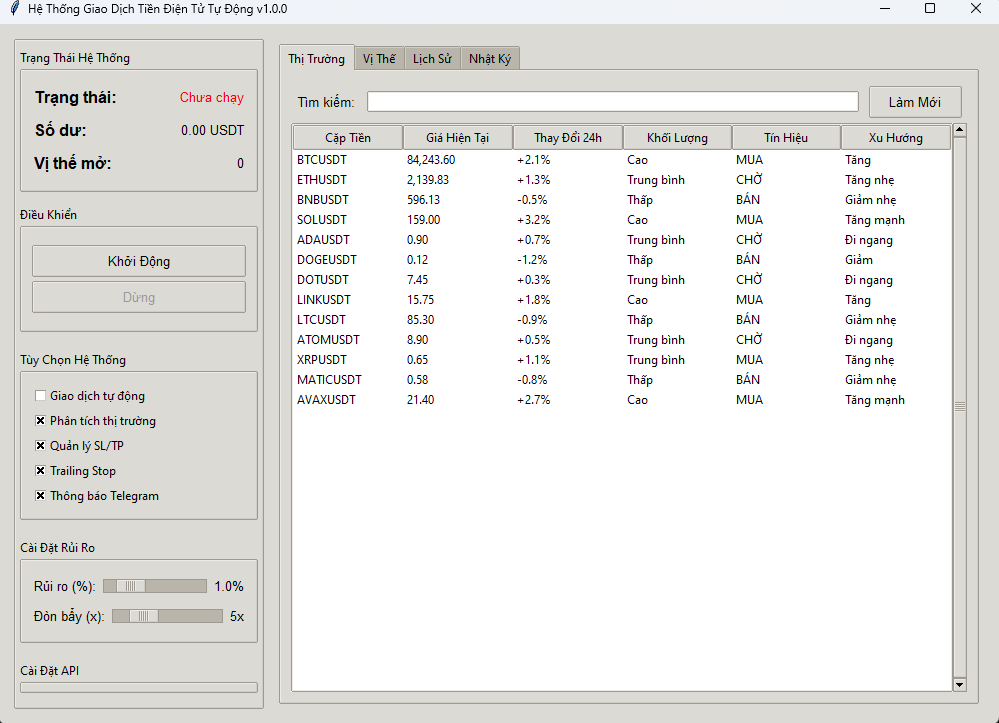 Hệ Thống Giao Dịch Tiền Điện Tử Tự Động v1.0.0
Trạng Thái Hệ Thống
Trạng thái: Chưa chạy
Số dư: 0.00 USDT
Vị thế mở: 0
Điều Khiển
Khởi Động
Dừng
Tùy Chọn Hệ Thống
Giao dịch tự động
Phân tích thị trường
Quản lý SL/TP
Trailing Stop
Thông báo Telegram
Cài Đặt Rủi Ro
Rủi ro (%): 1.0%
Đòn bẩy (x): 5x
Cài Đặt API
Thị Trường Vị Thế Lịch Sử Nhật Ký
Tìm kiếm: Làm Mới
Cặp Tiền Giá Hiện Tại Thay Đổi 24h Khối Lượng Tín Hiệu Xu Hướng
BTCUSDT 84,243.60 +2.1% Cao MUA Tăng
ETHUSDT 2,139.83 +1.3% Trung bình CHỜ Tăng nhẹ
BNBUSDT 596.13 -0.5% Thấp BÁN Giảm nhẹ
SOLUSDT 159.00 +3.2% Cao MUA Tăng mạnh
ADAUSDT 0.90 +0.7% Trung bình CHỜ Đi ngang
DOGEUSDT 0.12 -1.2% Thấp BÁN Giảm
DOTUSDT 7.45 +0.3% Trung bình CHỜ Đi ngang
LINKUSDT 15.75 +1.8% Cao MUA Tăng
LTCUSDT 85.30 -0.9% Thấp BÁN Giảm nhẹ
ATOMUSDT 8.90 +0.5% Trung bình CHỜ Đi ngang
XRPUSDT 0.65 +1.1% Trung bình MUA Tăng nhẹ
MATICUSDT 0.58 -0.8% Thấp BÁN Giảm nhẹ
AVAXUSDT 21.40 +2.7% Cao MUA Tăng mạnh